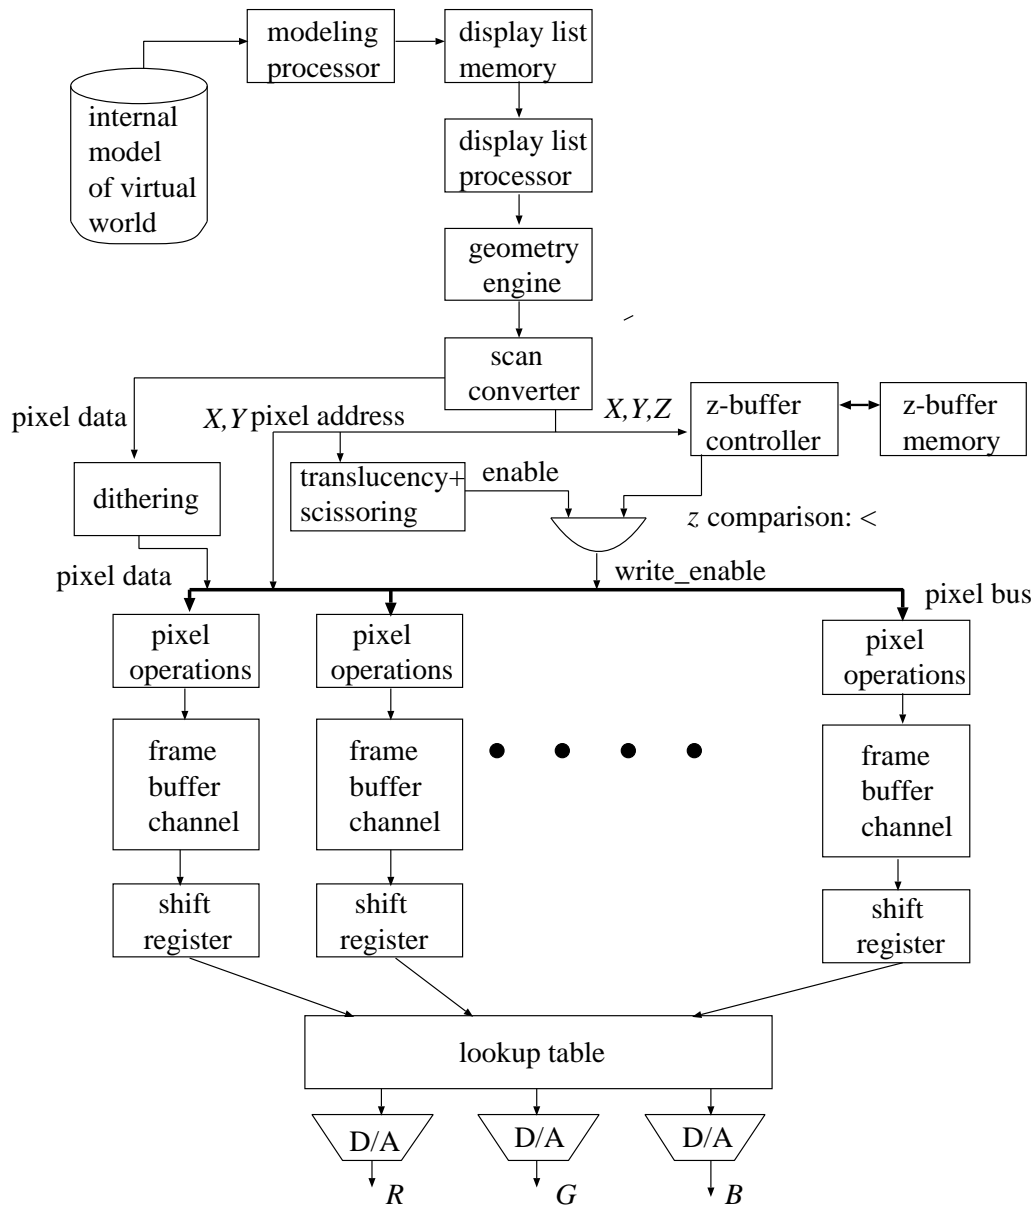 modeling
processor
display list
memory
internal
model
of virtual
world
display list
processor
geometry
engine
scan
converter
pixel data
X,Y pixel address
X,Y,Z
z-buffer
controller
z-buffer
memory
dithering
translucency+
scissoring
enable
z comparison: <
pixel data
write_enable
pixel bus
pixel
operations
pixel
operations
pixel
operations
frame
buffer
channel
frame
buffer
channel
frame
buffer
channel
shift
register
shift
register
shift
register
lookup table
D/A
D/A
D/A
R
G
B